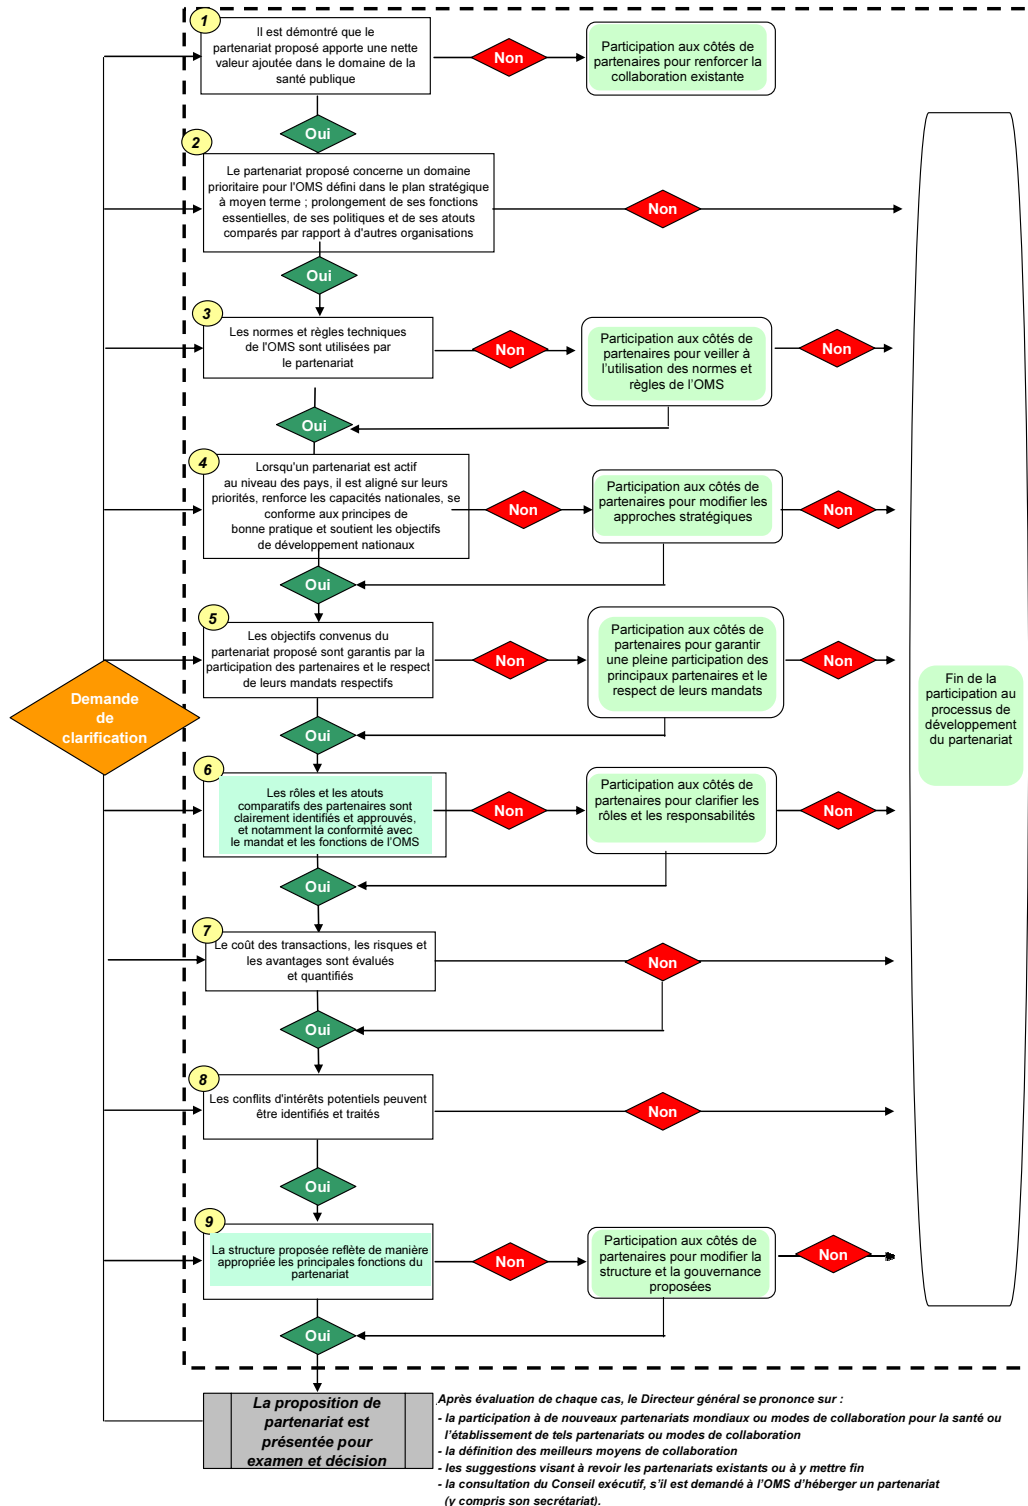 1
Il est démontré que le
partenariat proposé apporte une nette
valeur ajoutée dans le domaine de la
santé publique
Non
Participation aux côtés de
partenaires pour renforcer la
collaboration existante
Oui
2
Le partenariat proposé concerne un domaine
prioritaire pour l'OMS défini dans le plan stratégique
à moyen terme ; prolongement de ses fonctions
essentielles, de ses politiques et de ses atouts
comparés par rapport à d'autres organisations
Non
Oui
3
Les normes et règles techniques
de l'OMS sont utilisées par
le partenariat
Non
Participation aux côtés de
partenaires pour veiller à
l'utilisation des normes et
règles de l'OMS
Non
Oui
4
Lorsqu'un partenariat est actif
au niveau des pays, il est aligné sur leurs
priorités, renforce les capacités nationales, se
conforme aux principes de
bonne pratique et soutient les objectifs
de développement nationaux
Non
Participation aux côtés de
partenaires pour modifier les
approches stratégiques
Non
Oui
5
Les objectifs convenus du
partenariat proposé sont garantis par la
participation des partenaires et le respect
de leurs mandats respectifs
Non
Participation aux côtés de
partenaires pour garantir
une pleine participation des
principaux partenaires et le
respect de leurs mandats
Non
Fin de la
participation au
processus de
développement
du partenariat
Demande
de
clarification
Oui
6
Les rôles et les atouts
comparatifs des partenaires sont
clairement identifiés et approuvés,
et notamment la conformité avec
le mandat et les fonctions de l'OMS
Non
Participation aux côtés de
partenaires pour clarifier les
rôles et les responsabilités
Non
Oui
7
Le coût des transactions, les risques et
les avantages sont évalués
et quantifiés
Non
Oui
8
Les conflits d'intérêts potentiels peuvent
être identifiés et traités
Non
Oui
9
La structure proposée reflète de manière
appropriée les principales fonctions du
partenariat
Non
Participation aux côtés de
partenaires pour modifier la
structure et la gouvernance
proposées
Non
Oui
La proposition de
partenariat est
présentée pour
examen et décision
Après évaluation de chaque cas, le Directeur général se prononce sur :
- la participation à de nouveaux partenariats mondiaux ou modes de collaboration pour la santé ou
l'établissement de tels partenariats ou modes de collaboration
- la définition des meilleurs moyens de collaboration
- les suggestions visant à revoir les partenariats existants ou à y mettre fin
- la consultation du Conseil exécutif, s'il est demandé à l'OMS d'héberger un partenariat
(y compris son secrétariat).